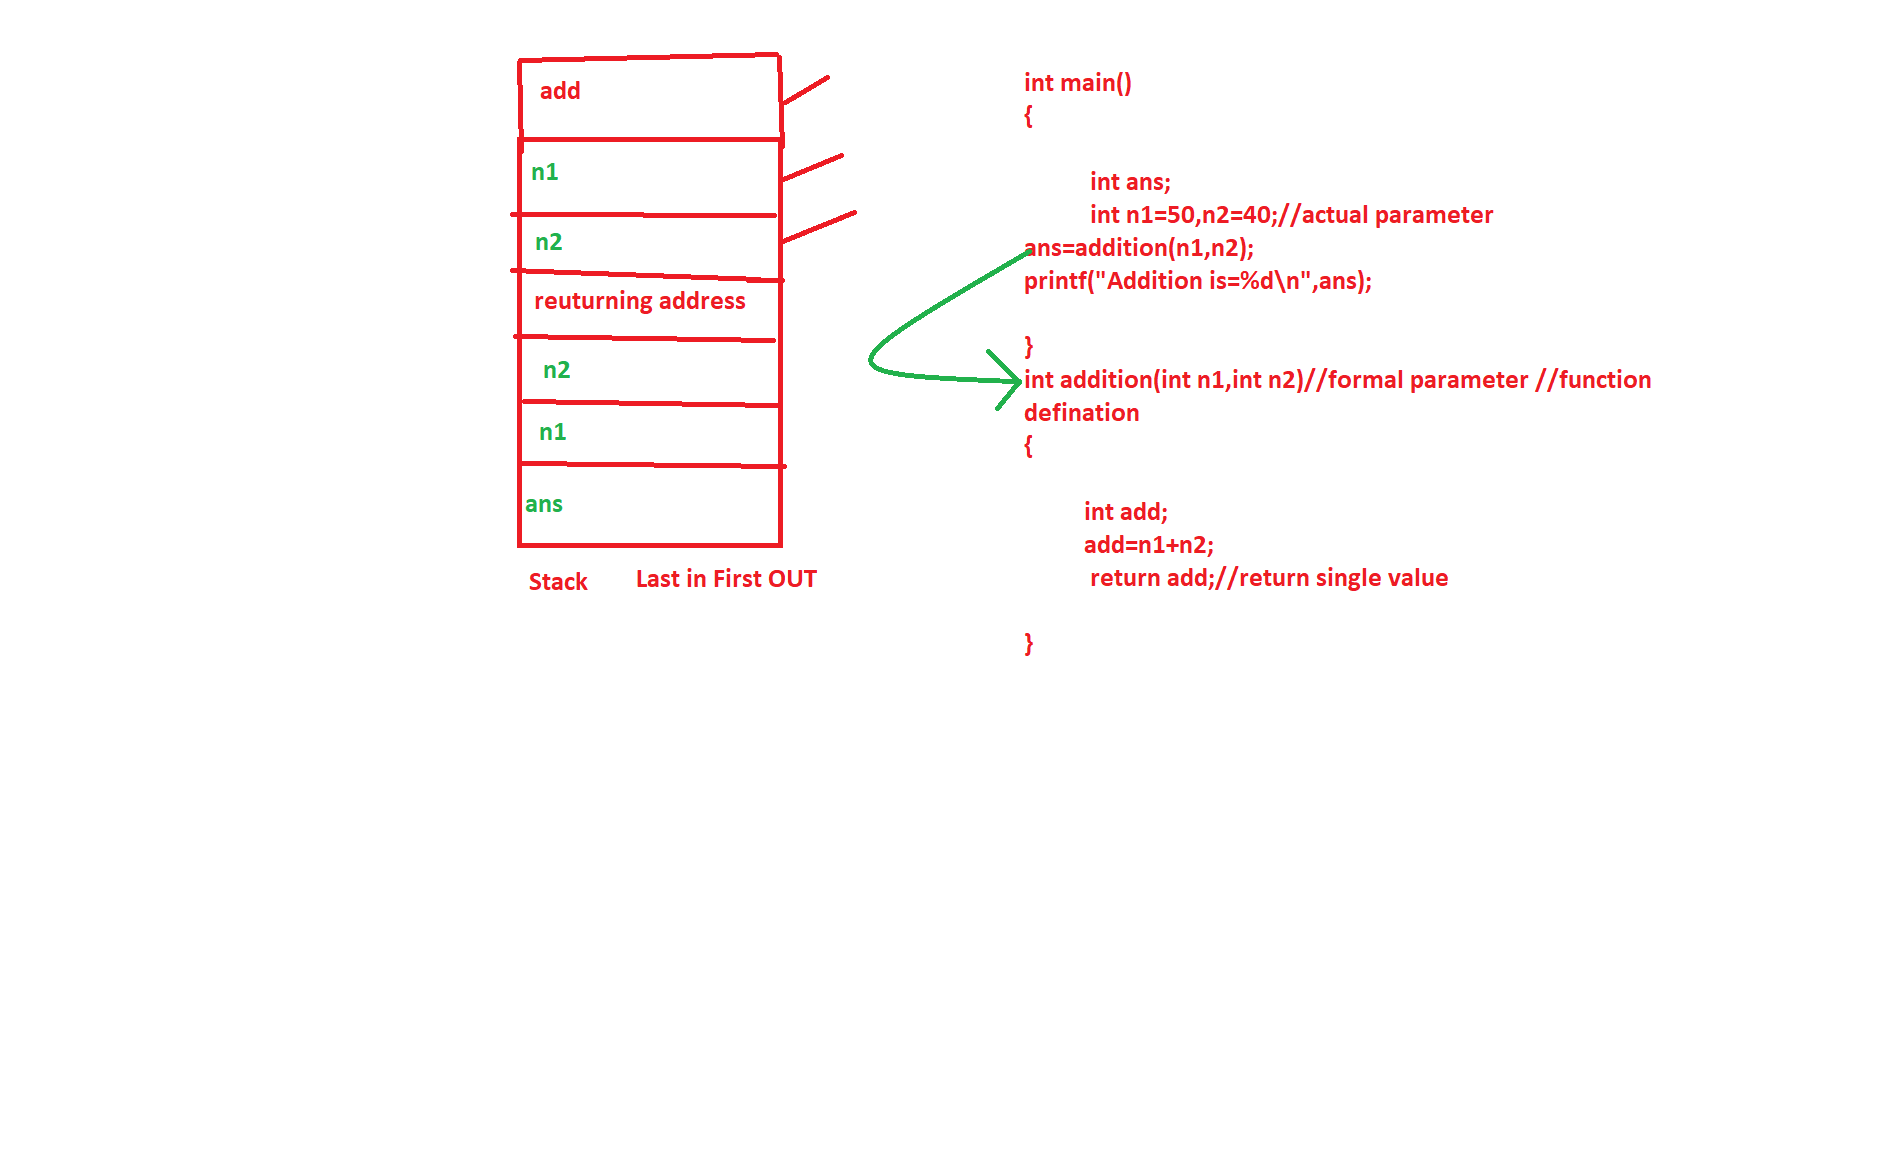 add
n1
n2
reuturning address
n2
n1
ans
Stack
Last in First OUT
int main()
{
int ans;
int n1=50,n2=40;//actual parameter
ans=addition(n1,n2);
printf("Addition is=%d\n",ans);
}
int addition(int n1,int n2)//formal parameter //function
defination
{
int add;
add=n1+n2;
return add;//return single value
}